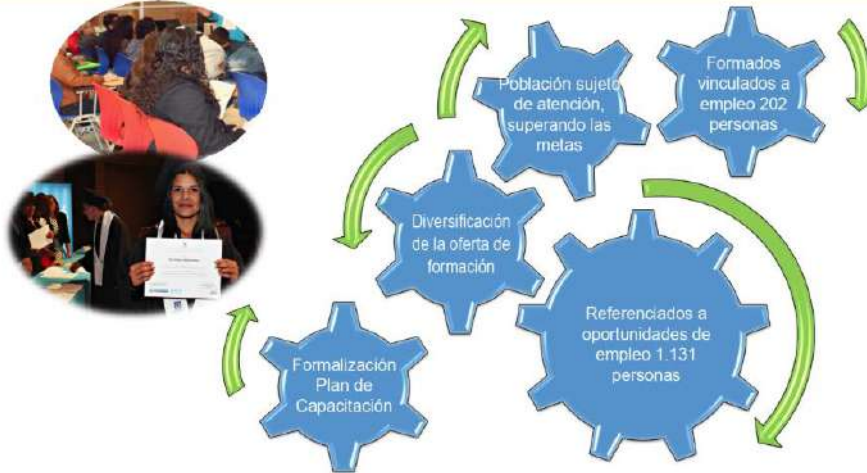 Población sujeto
de atención,
superando las
metas
Formados
vinculados a
empleo 202
personas
Diversificación
de la oferta de
formación
Referenciados a
oportunidades de
empleo 1.131
personas
Formalización
Plan de
Capacitación